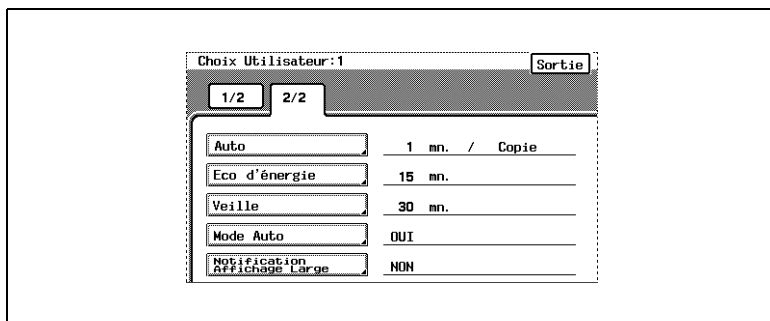 Choix Utilisateur:1 Sortie
1/2 2/2
Auto 1 mn. / Copie
Eco d'énergie 15 mn.
Veille 30 mn.
Mode Auto OUI
Notification
Affichage Large NON